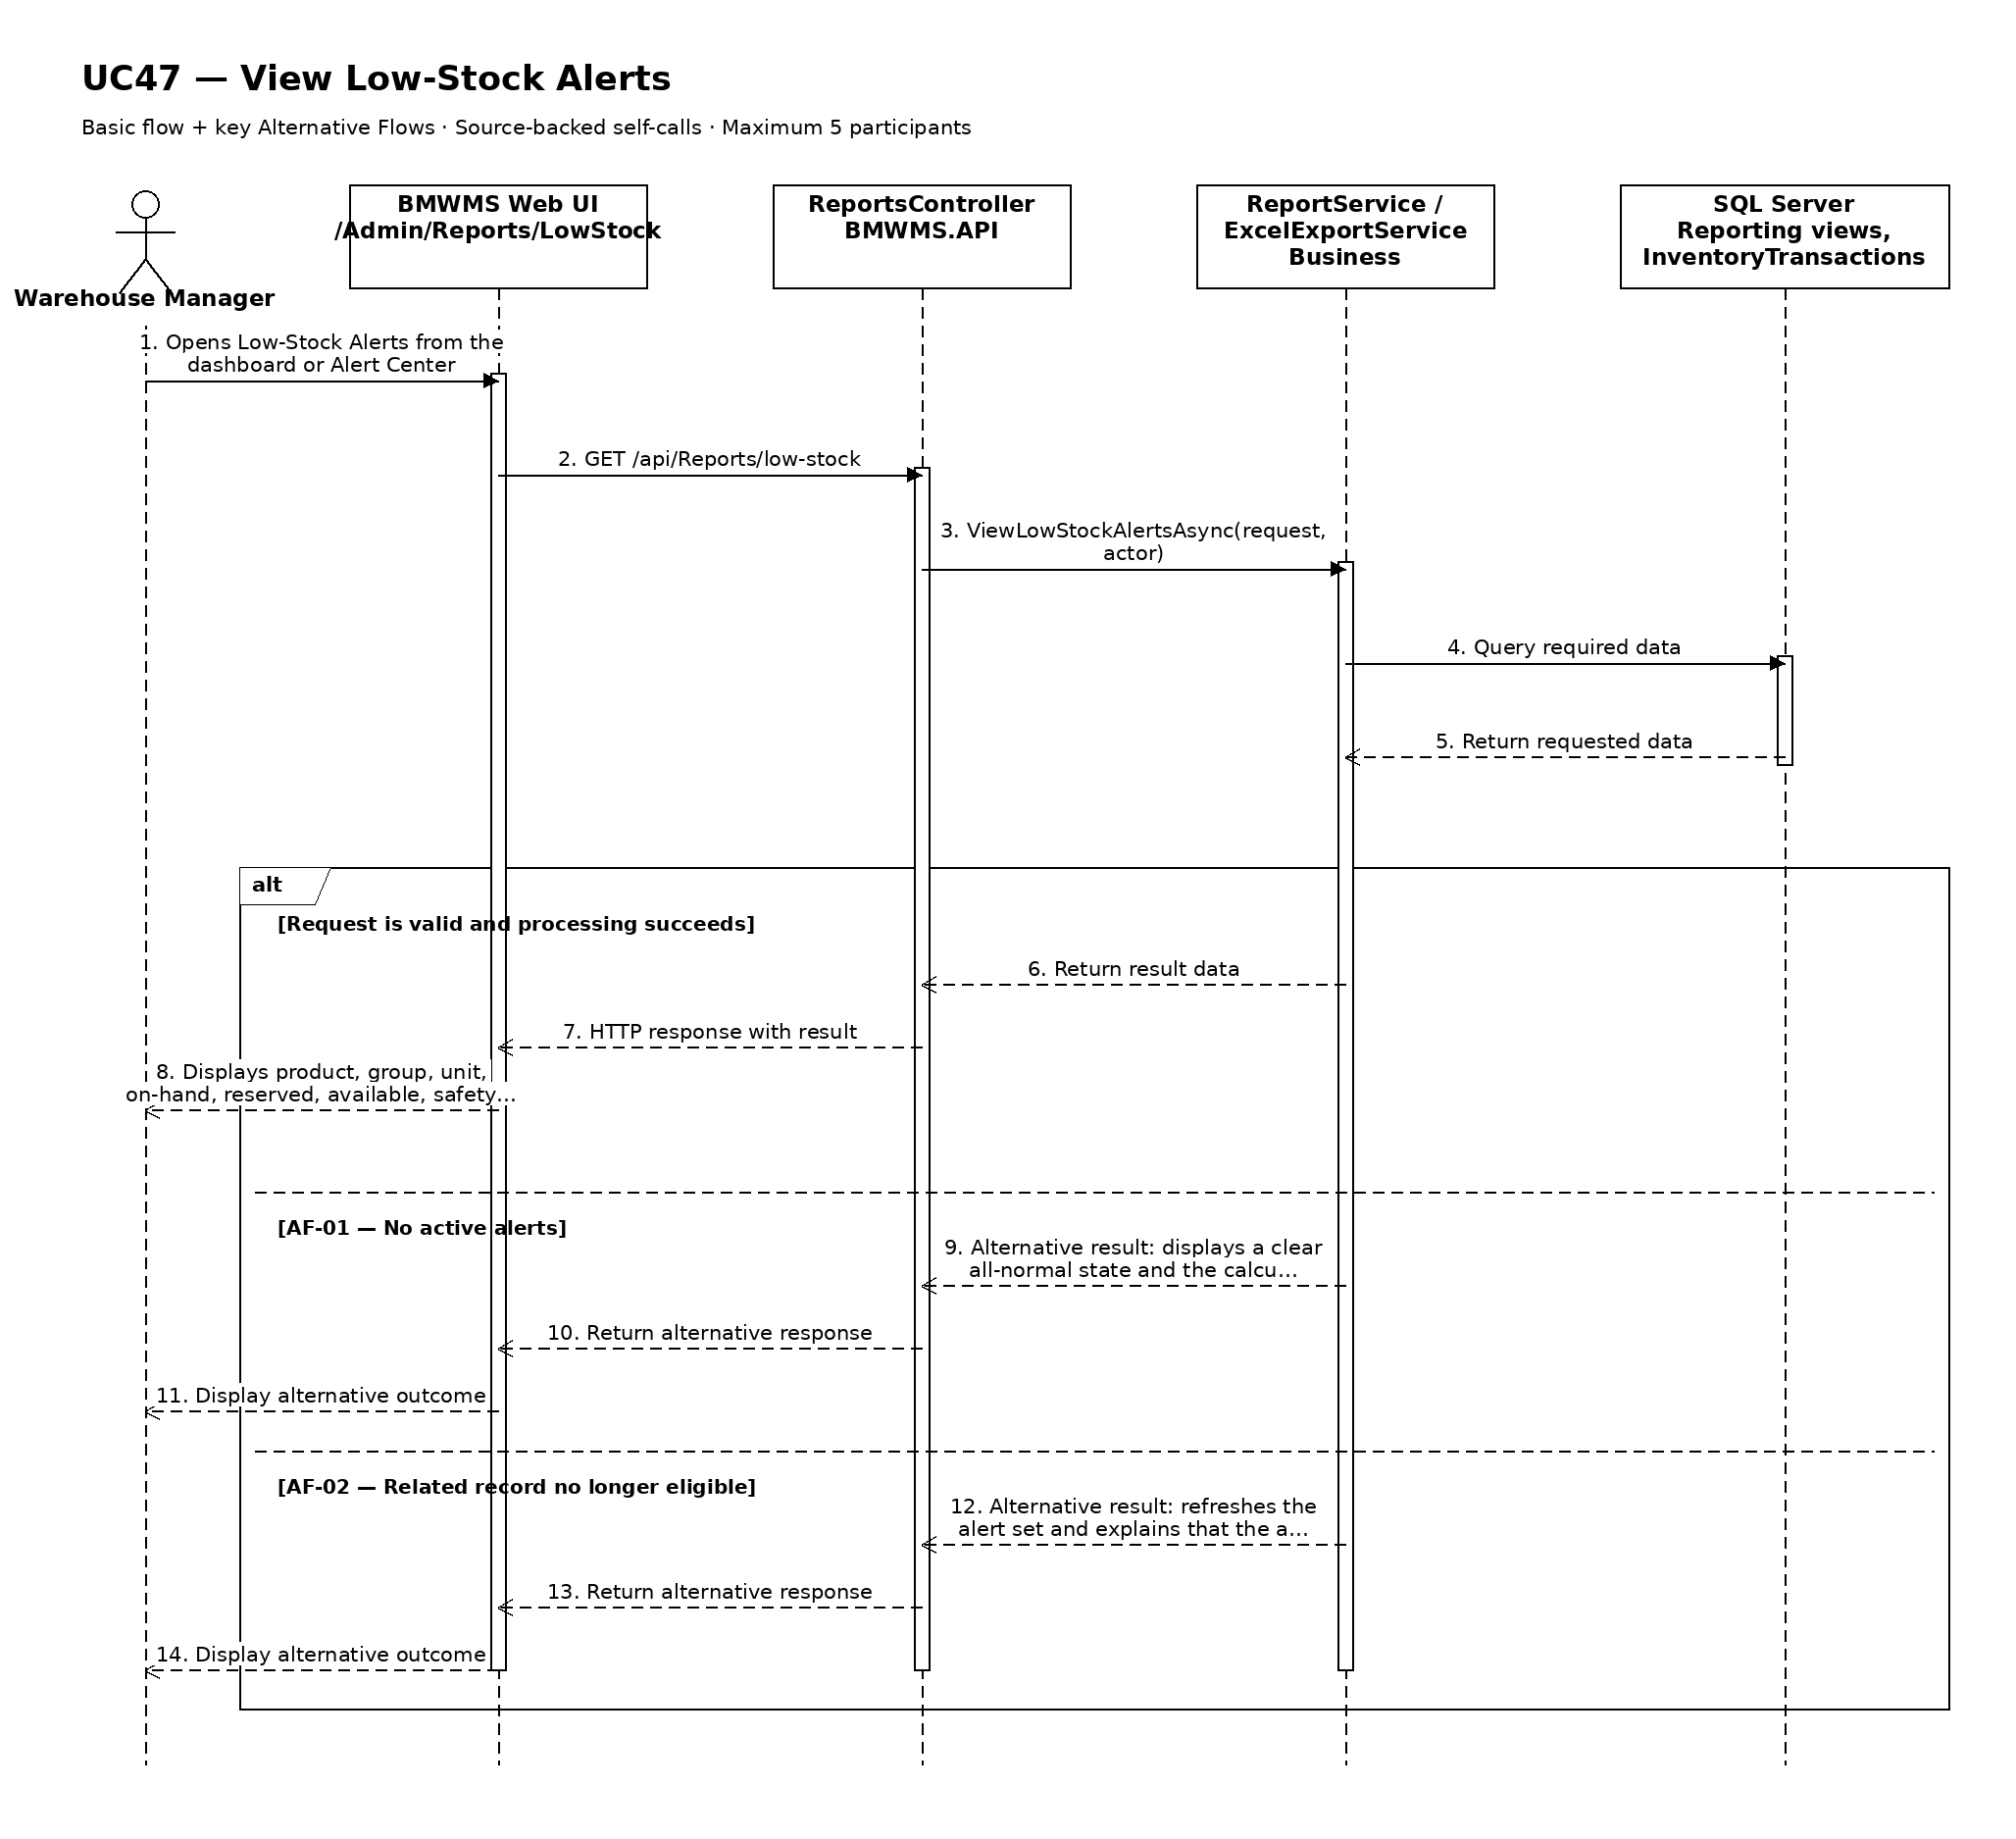 UC47 — View Low-Stock Alerts
Basic flow + key Alternative Flows · Source-backed self-calls · Maximum 5 participants
Warehouse Manager
BMWMS Web UI
/Admin/Reports/LowStock
ReportsController
BMWMS.API
ReportService /
ExcelExportService
Business
SQL Server
Reporting views,
InventoryTransactions
1. Opens Low-Stock Alerts from the
dashboard or Alert Center
2. GET /api/Reports/low-stock
3. ViewLowStockAlertsAsync(request,
actor)
4. Query required data
5. Return requested data
alt
[Request is valid and processing succeeds]
6. Return result data
7. HTTP response with result
8. Displays product, group, unit,
on-hand, reserved, available, safety...
[AF-01 — No active alerts]
9. Alternative result: displays a clear
all-normal state and the calcu...
10. Return alternative response
11. Display alternative outcome
[AF-02 — Related record no longer eligible]
12. Alternative result: refreshes the
alert set and explains that the a...
13. Return alternative response
14. Display alternative outcome